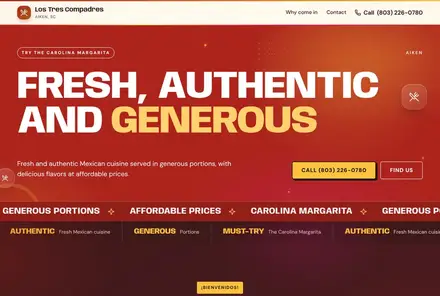 Los Tres Compadres
AIKEN, SC
Why come in
Contact
Call (803) 226-0780
TRY THE CAROLINA MARGARITA
AIKEN
FRESH, AUTHENTIC
AND GENEROUS
Fresh and authentic Mexican cuisine served in generous portions, with
delicious flavors at affordable prices.
CALL (803) 226-0780
FIND US
GENEROUS PORTIONS
AFFORDABLE PRICES
CAROLINA MARGARITA
GENEROUS PO
AUTHENTIC Fresh Mexican cuisine
GENEROUS Portions
MUST-TRY The Carolina Margarita
AUTHENTIC Fresh Mexican cuisi
¡BIENVENIDOS!